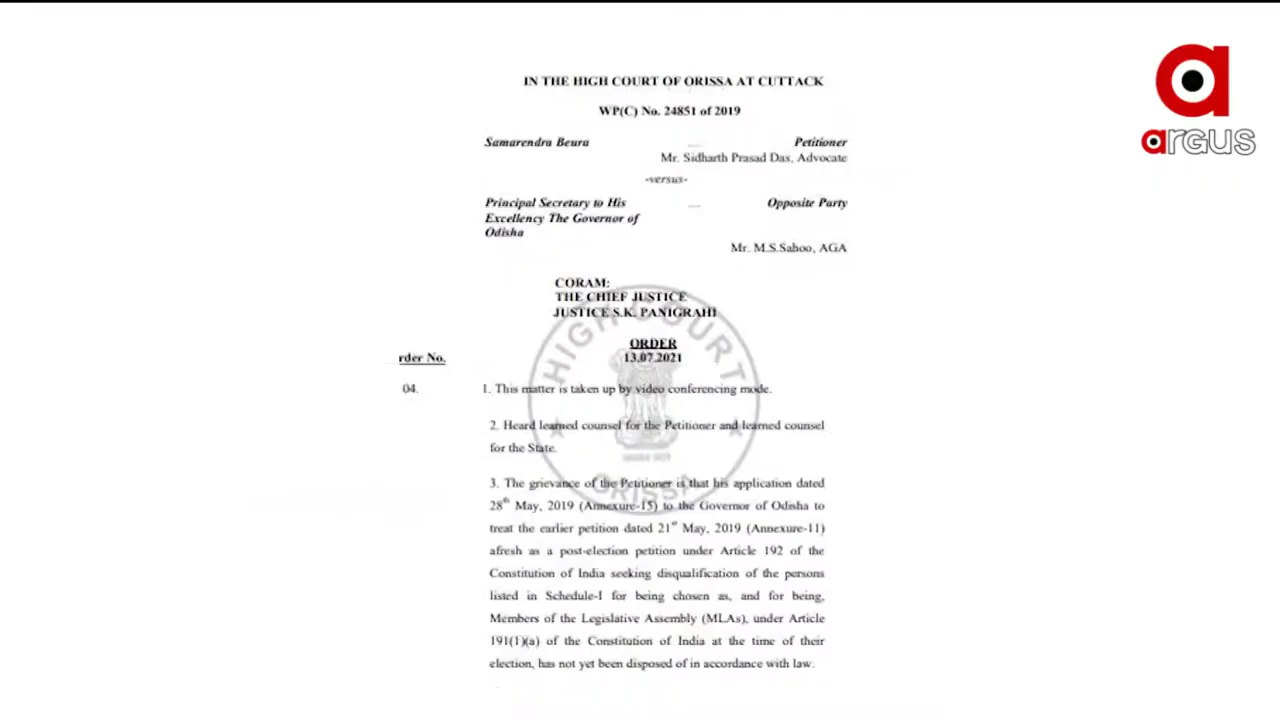 argus
IN THE HIGH COURT OF ORISSA AT CUTTACK
WP(C) No. 24851 of 2019
Samarendra Beura .... Petitioner
Mr. Sidharth Prasad Das, Advocate
-versus-
Principal Secretary to His .... Opposite Party
Excellency The Governor of
Odisha
Mr. M.S.Sahoo, AGA
CORAM:
THE CHIEF JUSTICE
JUSTICE S.K. PANIGRAHI
ORDER
rder No. 13.07.2021
04. 1. This matter is taken up by video conferencing mode.
2. Heard learned counsel for the Petitioner and learned counsel
for the State.
3. The grievance of the Petitioner is that his application dated
28th May, 2019 (Annexure-15) to the Governor of Odisha to
treat the earlier petition dated 21st May, 2019 (Annexure-11)
afresh as a post-election petition under Article 192 of the
Constitution of India seeking disqualification of the persons
listed in Schedule-I for being chosen as, and for being,
Members of the Legislative Assembly (MLAs), under Article
191(1)(a) of the Constitution of India at the time of their
election, has not yet been disposed of in accordance with law.
HIGH COURT
ORISSA